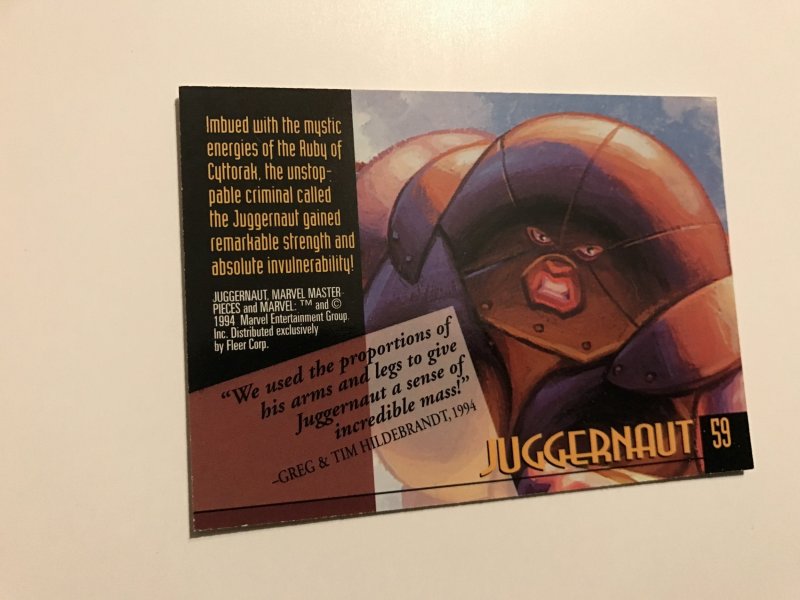 Imbued with the mystic
energies of the Ruby of
Cyttorak, the unstop-
pable criminal called
the Juggernaut gained
remarkable strength and
absolute invulnerability!
JUGGERNAUT, MARVEL MASTER-
PIECES and MARVEL: ™ and ©
1994 Marvel Entertainment Group,
Inc. Distributed exclusively
by Fleer Corp.
“We used the proportions of
his arms and legs to give
Juggernaut a sense of
incredible mass!”
–GREG & TIM HILDEBRANDT, 1994
JUGGERNAUT 59